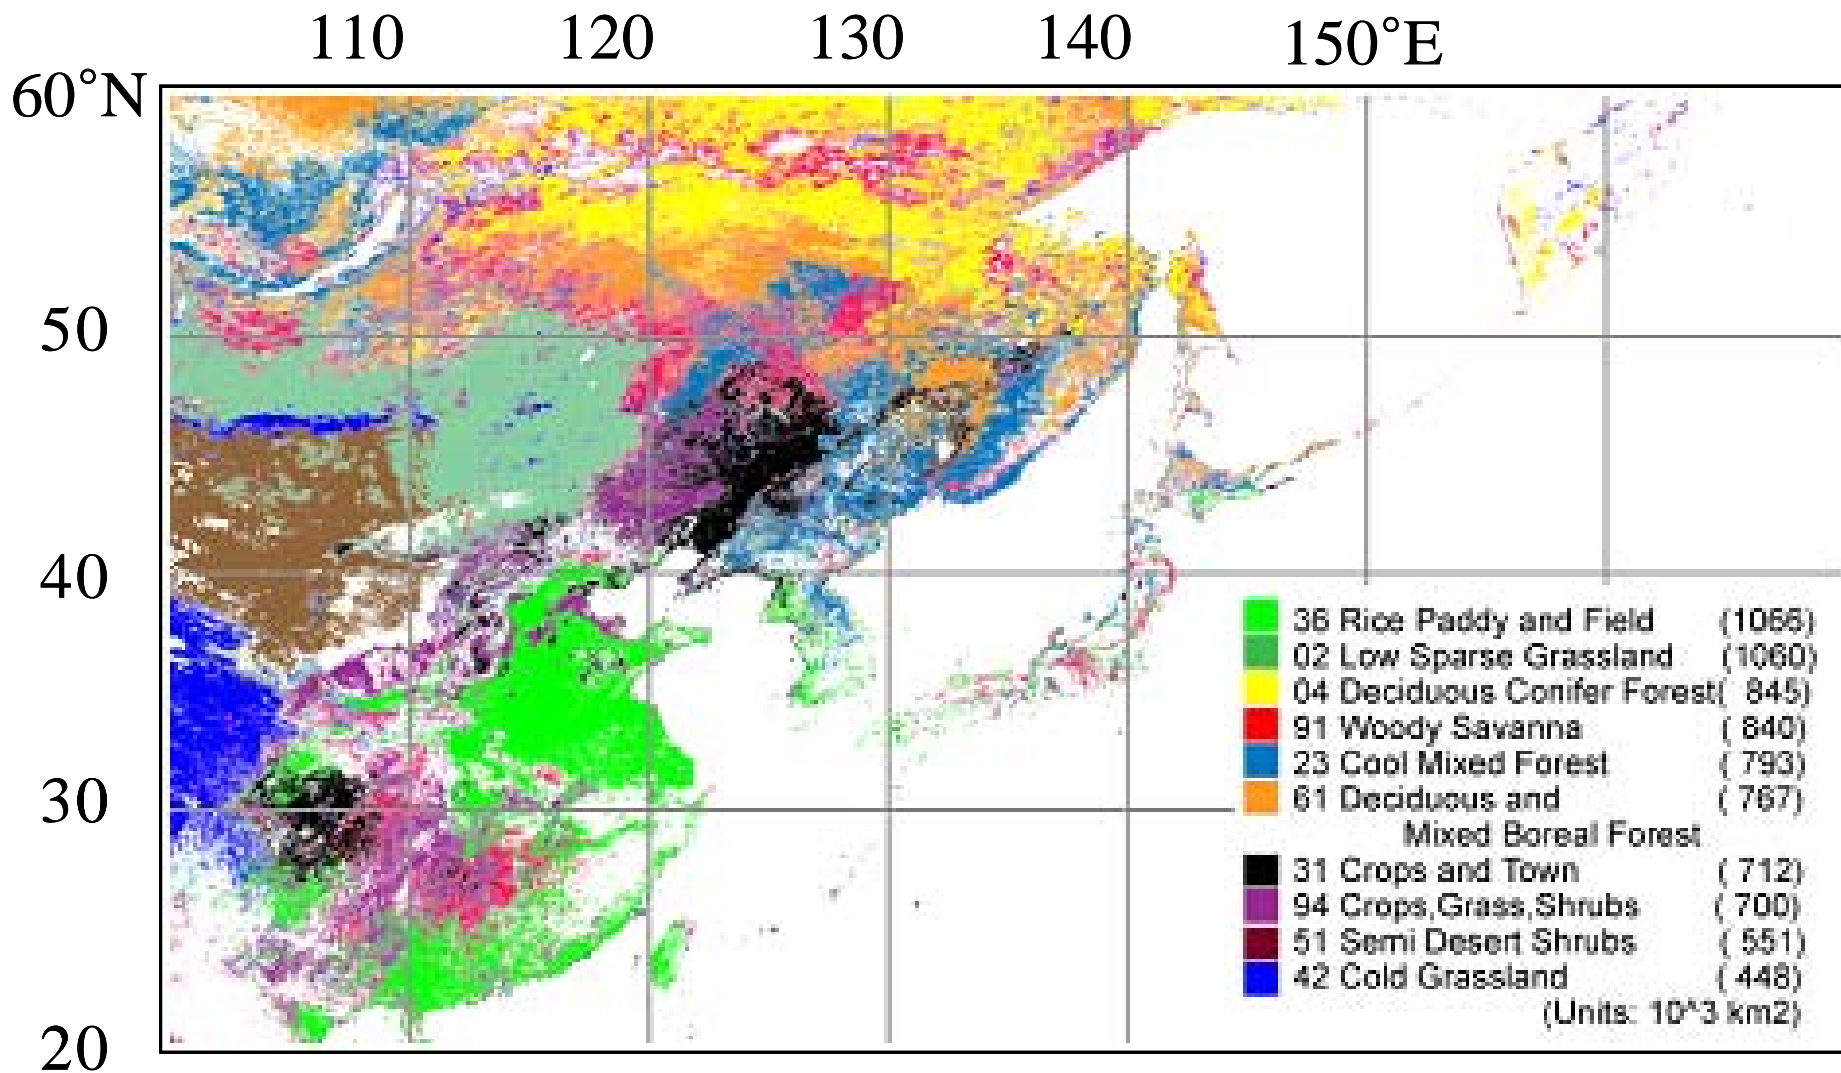 110 120 130 140 150°E
60°N
50
40
30
20
36 Rice Paddy and Field (1066)
02 Low Sparse Grassland (1060)
04 Deciduous Conifer Forest( 845)
91 Woody Savanna ( 840)
23 Cool Mixed Forest ( 793)
61 Deciduous and ( 767)
Mixed Boreal Forest
31 Crops and Town ( 712)
94 Crops,Grass,Shrubs ( 700)
51 Semi Desert Shrubs ( 551)
42 Cold Grassland ( 448)
(Units: 10^3 km2)